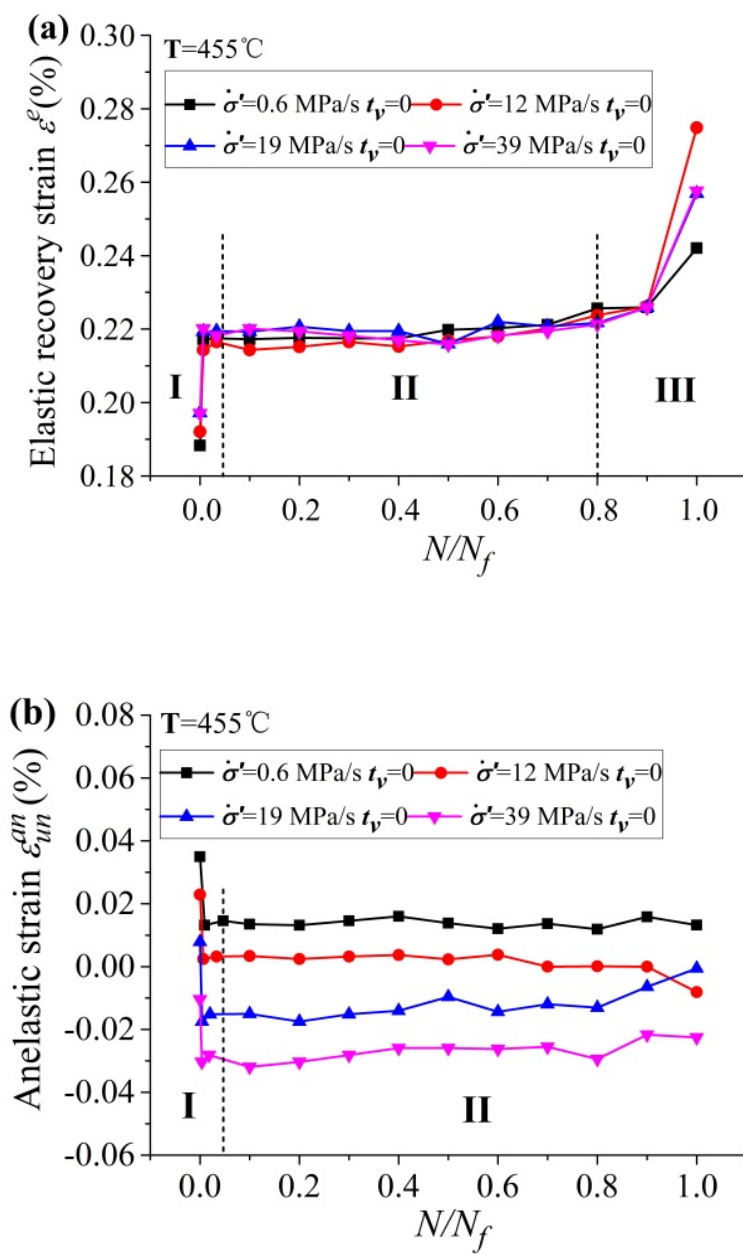 (a)
0.30
0.28
0.26
0.24
0.22
0.20
0.18
Elastic recovery strain εᵉ(%)
T=455℃
σ̇'=0.6 MPa/s tᵥ=0 σ̇'=12 MPa/s tᵥ=0
σ̇'=19 MPa/s tᵥ=0 σ̇'=39 MPa/s tᵥ=0
I II III
0.0 0.2 0.4 0.6 0.8 1.0
N/N_f
(b)
0.08
0.06
0.04
0.02
0.00
-0.02
-0.04
-0.06
Anelastic strain ε_{un}^{an}(%)
T=455℃
σ̇'=0.6 MPa/s tᵥ=0 σ̇'=12 MPa/s tᵥ=0
σ̇'=19 MPa/s tᵥ=0 σ̇'=39 MPa/s tᵥ=0
I II
0.0 0.2 0.4 0.6 0.8 1.0
N/N_f